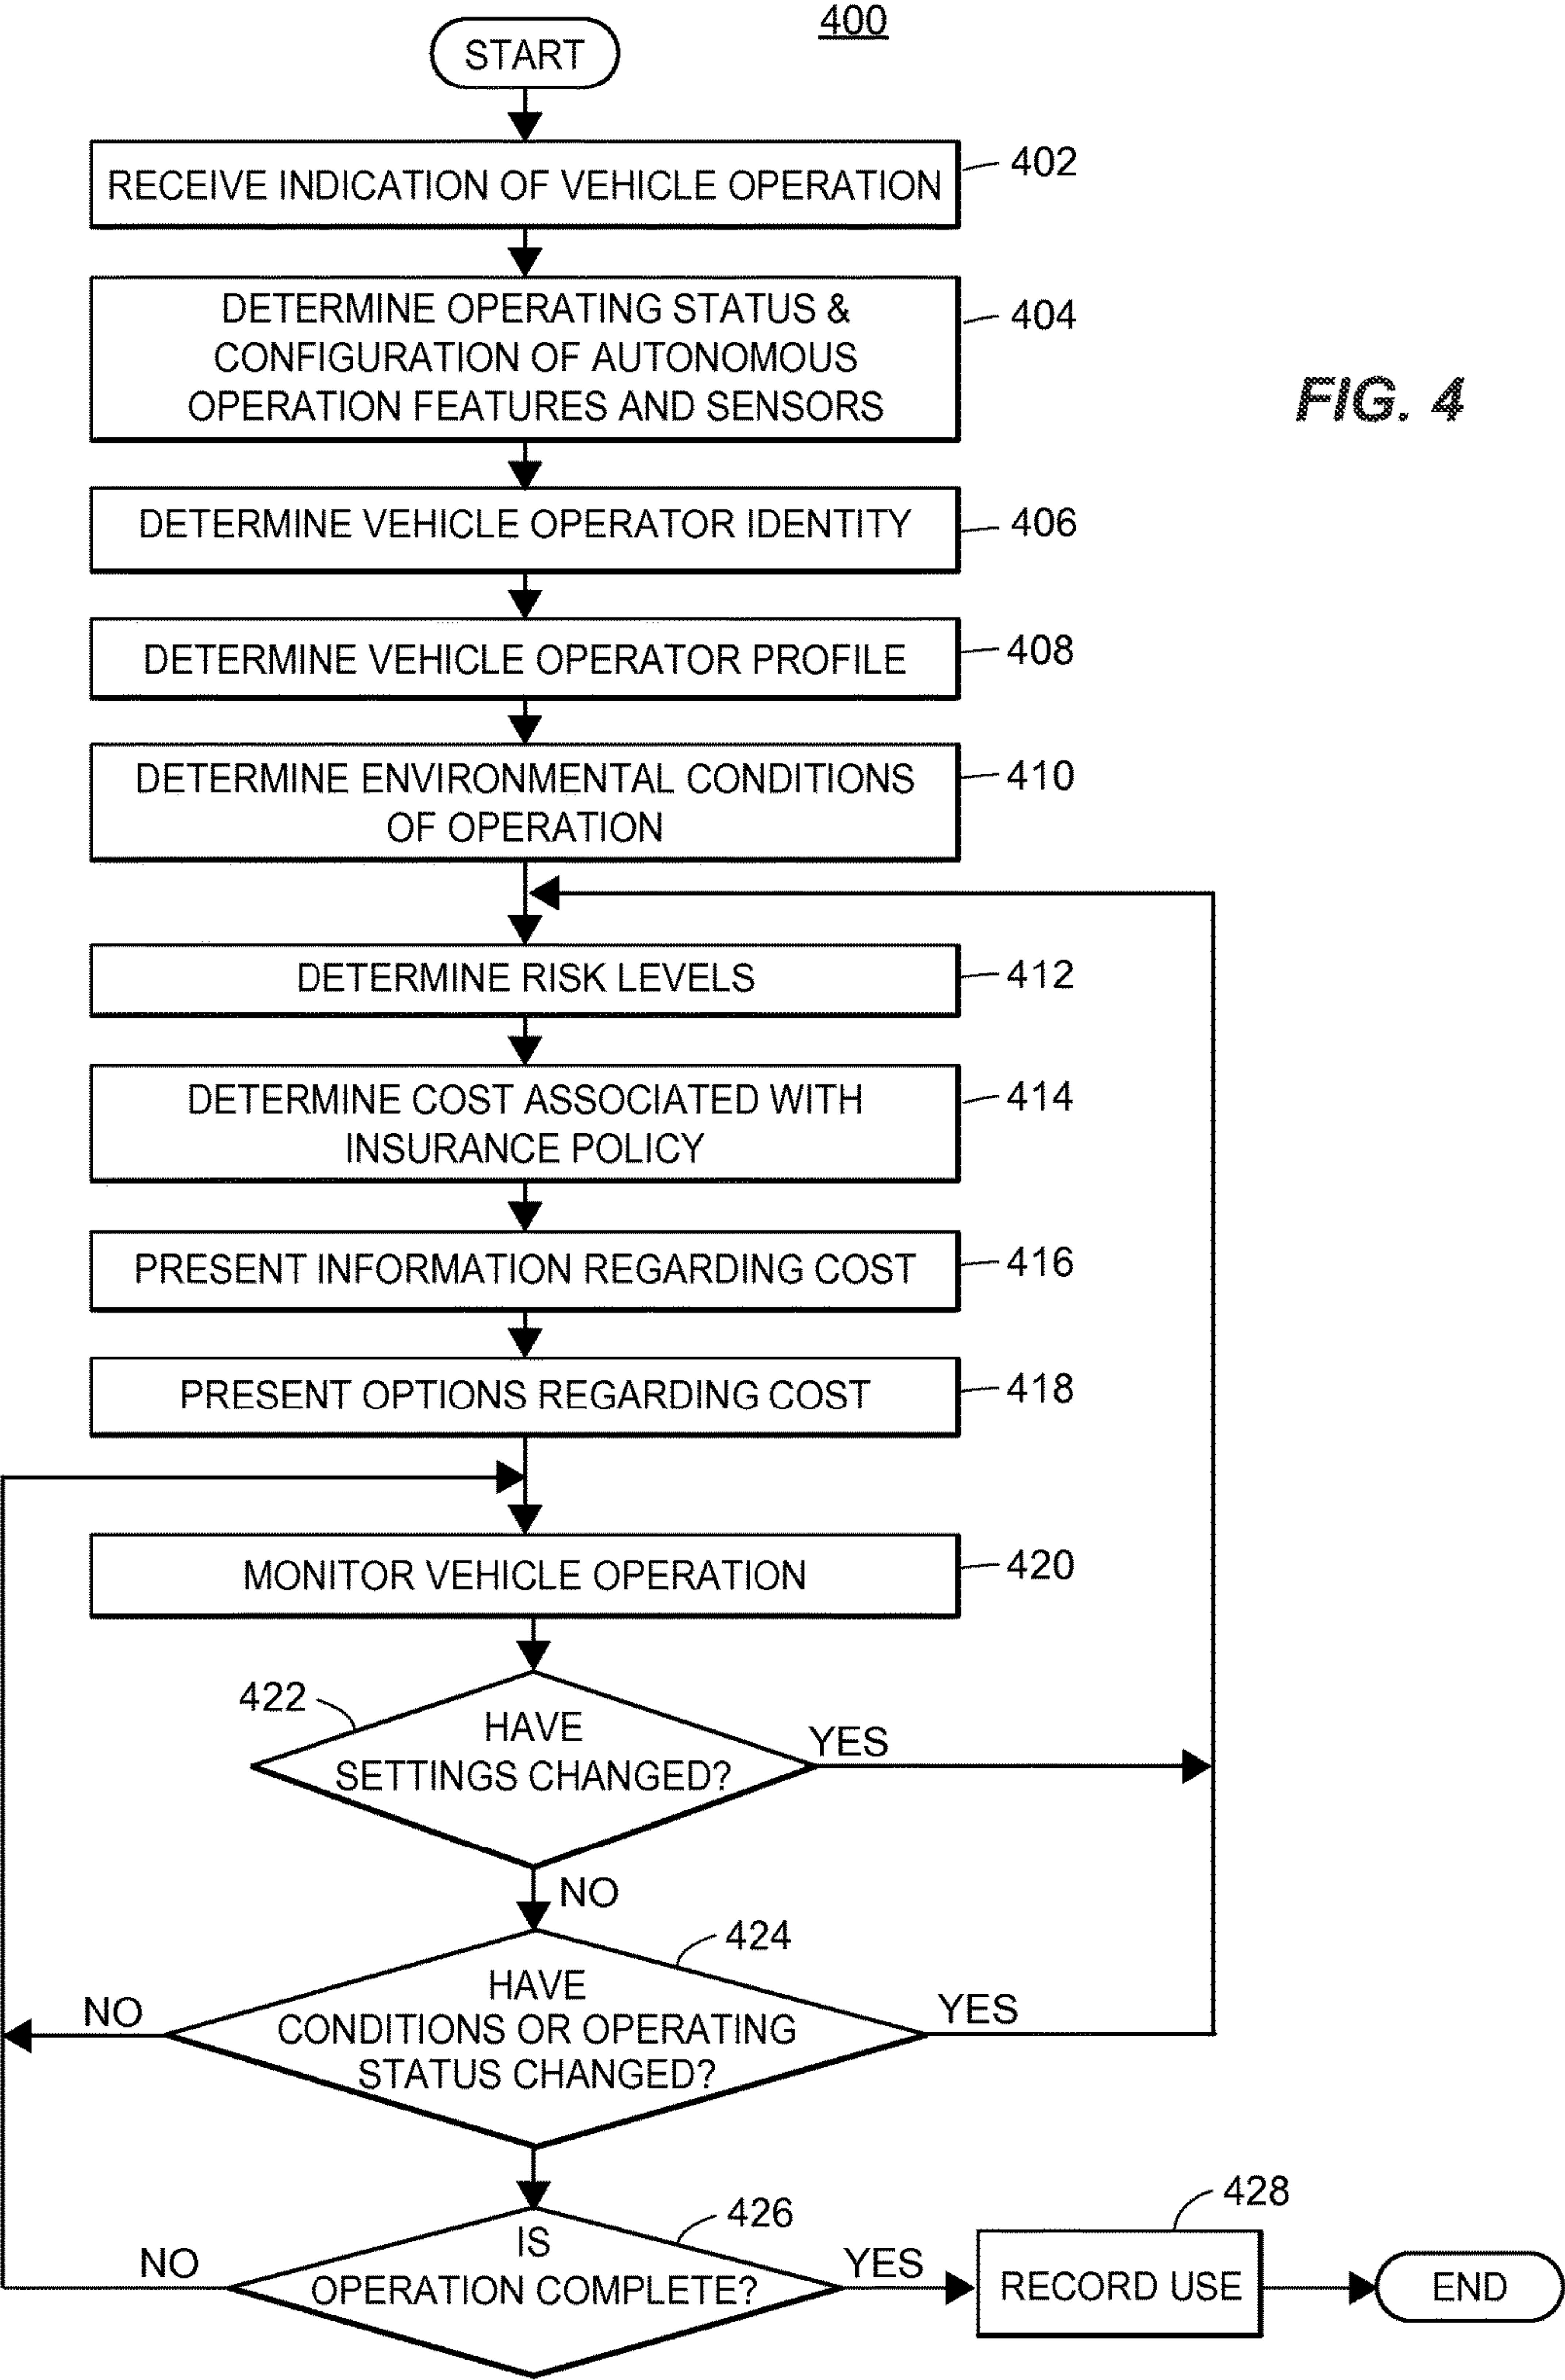 400
START
RECEIVE INDICATION OF VEHICLE OPERATION
402
DETERMINE OPERATING STATUS &
CONFIGURATION OF AUTONOMOUS
OPERATION FEATURES AND SENSORS
404
FIG. 4
DETERMINE VEHICLE OPERATOR IDENTITY
406
DETERMINE VEHICLE OPERATOR PROFILE
408
DETERMINE ENVIRONMENTAL CONDITIONS
OF OPERATION
410
DETERMINE RISK LEVELS
412
DETERMINE COST ASSOCIATED WITH
INSURANCE POLICY
414
PRESENT INFORMATION REGARDING COST
416
PRESENT OPTIONS REGARDING COST
418
MONITOR VEHICLE OPERATION
420
422
HAVE
SETTINGS CHANGED?
YES
NO
424
HAVE
CONDITIONS OR OPERATING
STATUS CHANGED?
NO
YES
426
IS
OPERATION COMPLETE?
NO
YES
428
RECORD USE
END